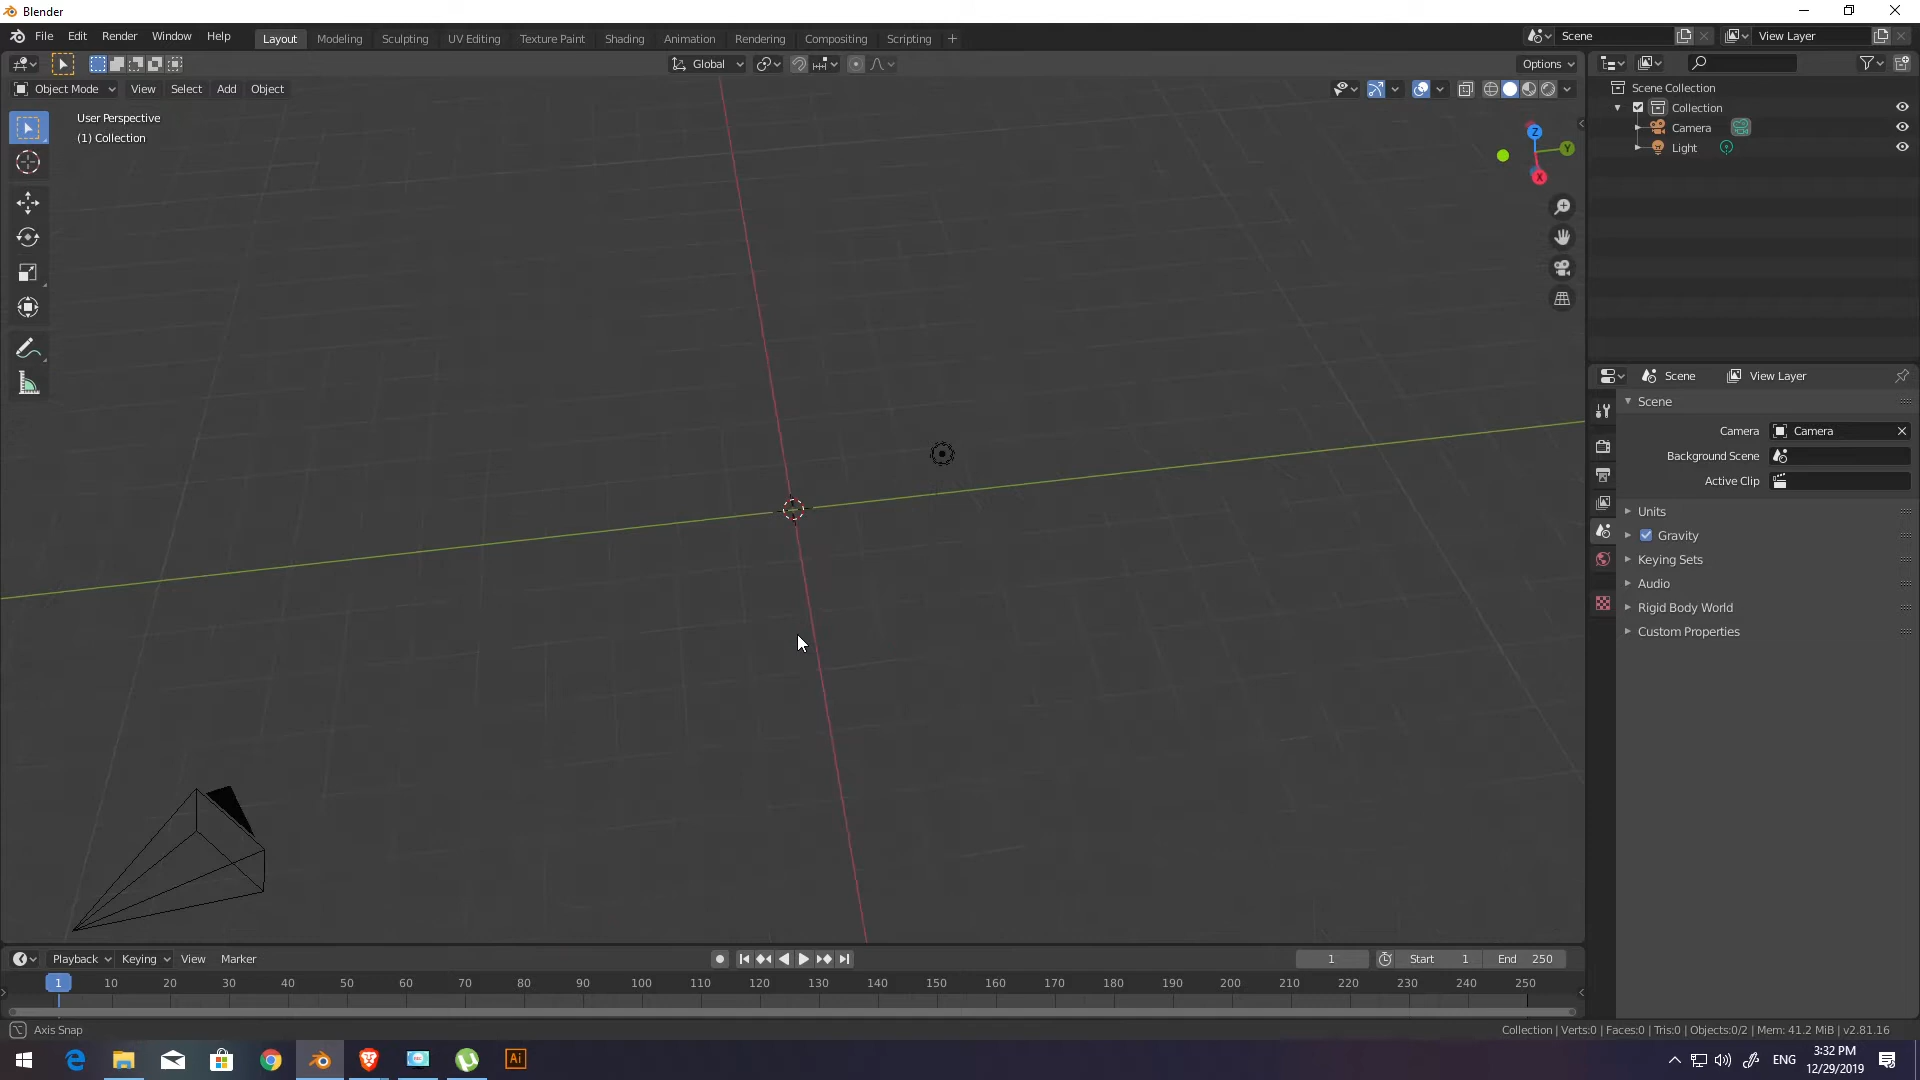 Blender
File Edit Render Window Help
Layout Modeling Sculpting UV Editing Texture Paint Shading Animation Rendering Compositing Scripting +
Scene
View Layer
Global
Options
Object Mode View Select Add Object
User Perspective
(1) Collection
Z
Y
X
Scene Collection
Collection
Camera
Light
Scene View Layer
Scene
Camera Camera
Background Scene
Active Clip
Units
Gravity
Keying Sets
Audio
Rigid Body World
Custom Properties
Playback Keying View Marker
1 Start 1 End 250
1 10 20 30 40 50 60 70 80 90 100 110 120 130 140 150 160 170 180 190 200 210 220 230 240 250
Axis Snap
Collection | Verts:0 | Faces:0 | Tris:0 | Objects:0/2 | Mem: 41.2 MiB | v2.81.16
Ai
ENG
3:32 PM
12/29/2019